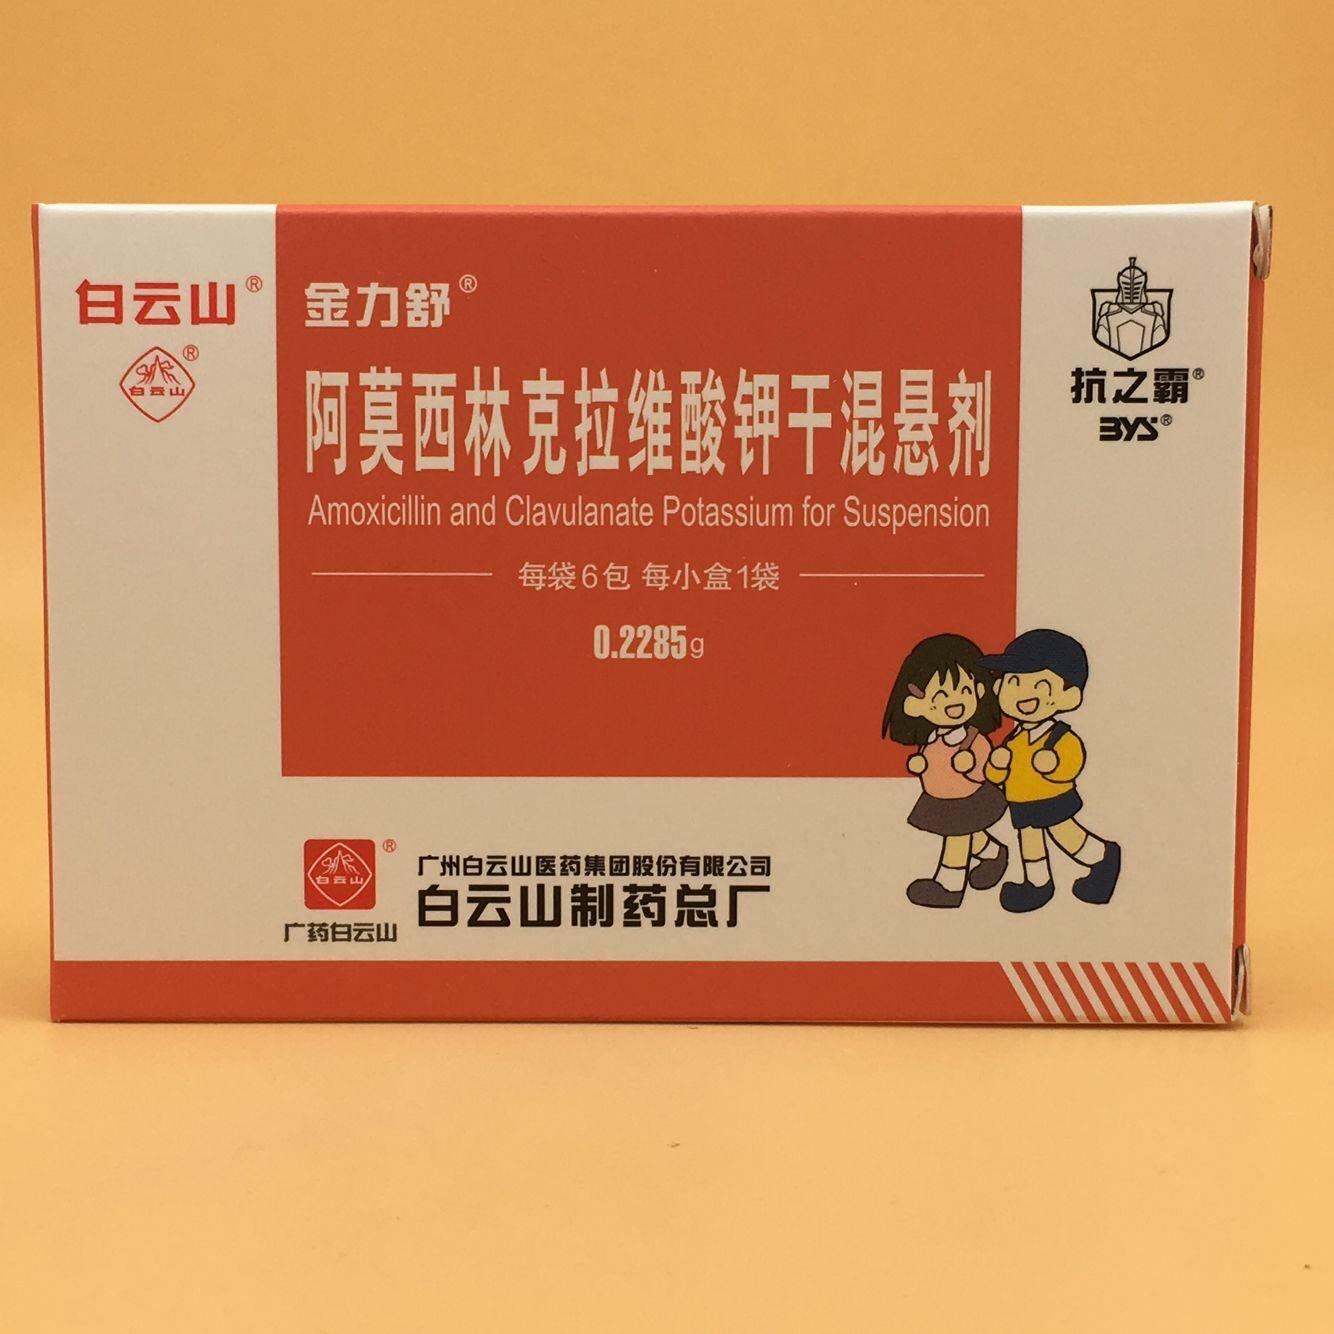 白云山®
白云山®
金力舒®
阿莫西林克拉维酸钾干混悬剂
Amoxicillin and Clavulanate Potassium for Suspension
每袋6包 每小盒1袋
0.2285g
抗之霸®
BYS®
白云山®
广药白云山
广州白云山医药集团股份有限公司
白云山制药总厂